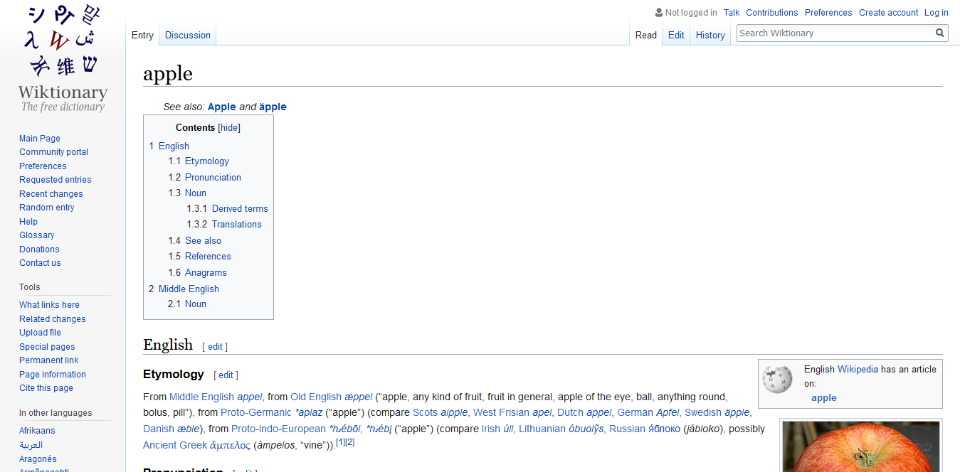 Not logged in Talk Contributions Preferences Create account Log in
Entry Discussion Read Edit History Search Wiktionary
Wiktionary
The free dictionary
Main Page
Community portal
Preferences
Requested entries
Recent changes
Random entry
Help
Glossary
Donations
Contact us
Tools
What links here
Related changes
Upload file
Special pages
Permanent link
Page information
Cite this page
In other languages
Afrikaans
العربية
Aragonés
apple
See also: Apple and äpple
Contents [hide]
1 English
1.1 Etymology
1.2 Pronunciation
1.3 Noun
1.3.1 Derived terms
1.3.2 Translations
1.4 See also
1.5 References
1.6 Anagrams
2 Middle English
2.1 Noun
English [ edit ]
Etymology [ edit ]
From Middle English appel, from Old English æppel (“apple, any kind of fruit, fruit in general, apple of the eye, ball, anything round,
bolus, pill”), from Proto-Germanic *aplaz (“apple”) (compare Scots aipple, West Frisian apel, Dutch appel, German Apfel, Swedish äpple,
Danish æble), from Proto-Indo-European (“apple”) (compare Irish úll, Lithuanian óbuolỹs, Russian я́блоко (jábloko), possibly
Ancient Greek ἄμπελος (ámpelos, “vine”)).[1][2]
English Wikipedia has an article
on:
apple